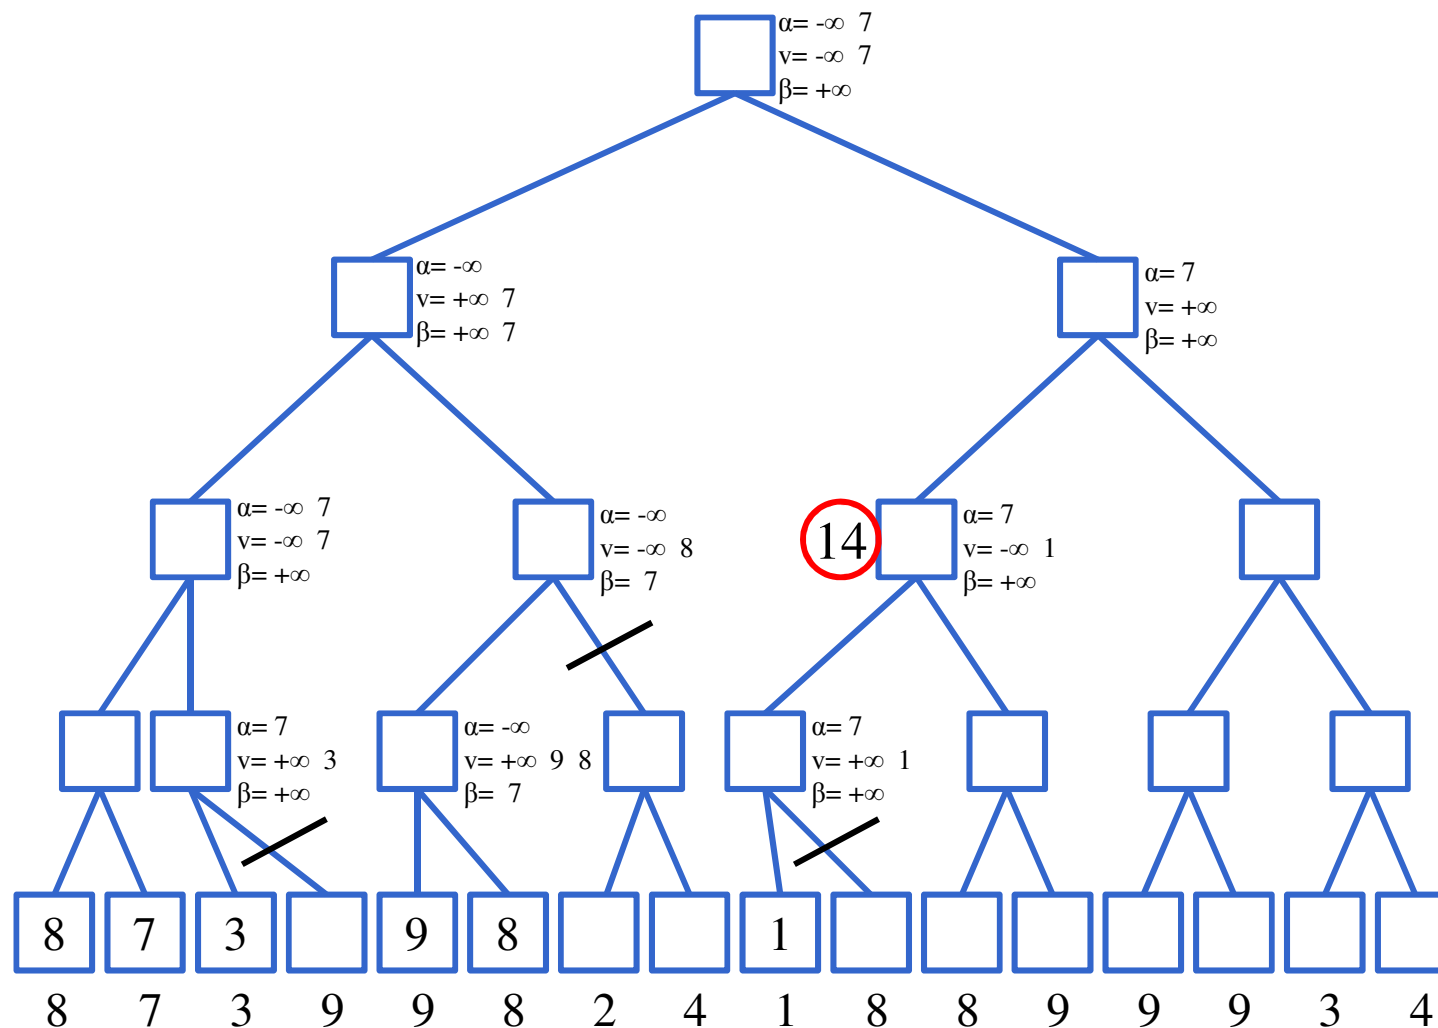 α= -∞ 7
v= -∞ 7
β= +∞
α= -∞
v= +∞ 7
β= +∞ 7
α= 7
v= +∞
β= +∞
α= -∞ 7
v= -∞ 7
β= +∞
α= -∞
v= -∞ 8
β= 7
14
α= 7
v= -∞ 1
β= +∞
α= 7
v= +∞ 3
β= +∞
α= -∞
v= +∞ 9 8
β= 7
α= 7
v= +∞ 1
β= +∞
8 7 3 9 8 1
8 7 3 9 9 8 2 4 1 8 8 9 9 9 3 4